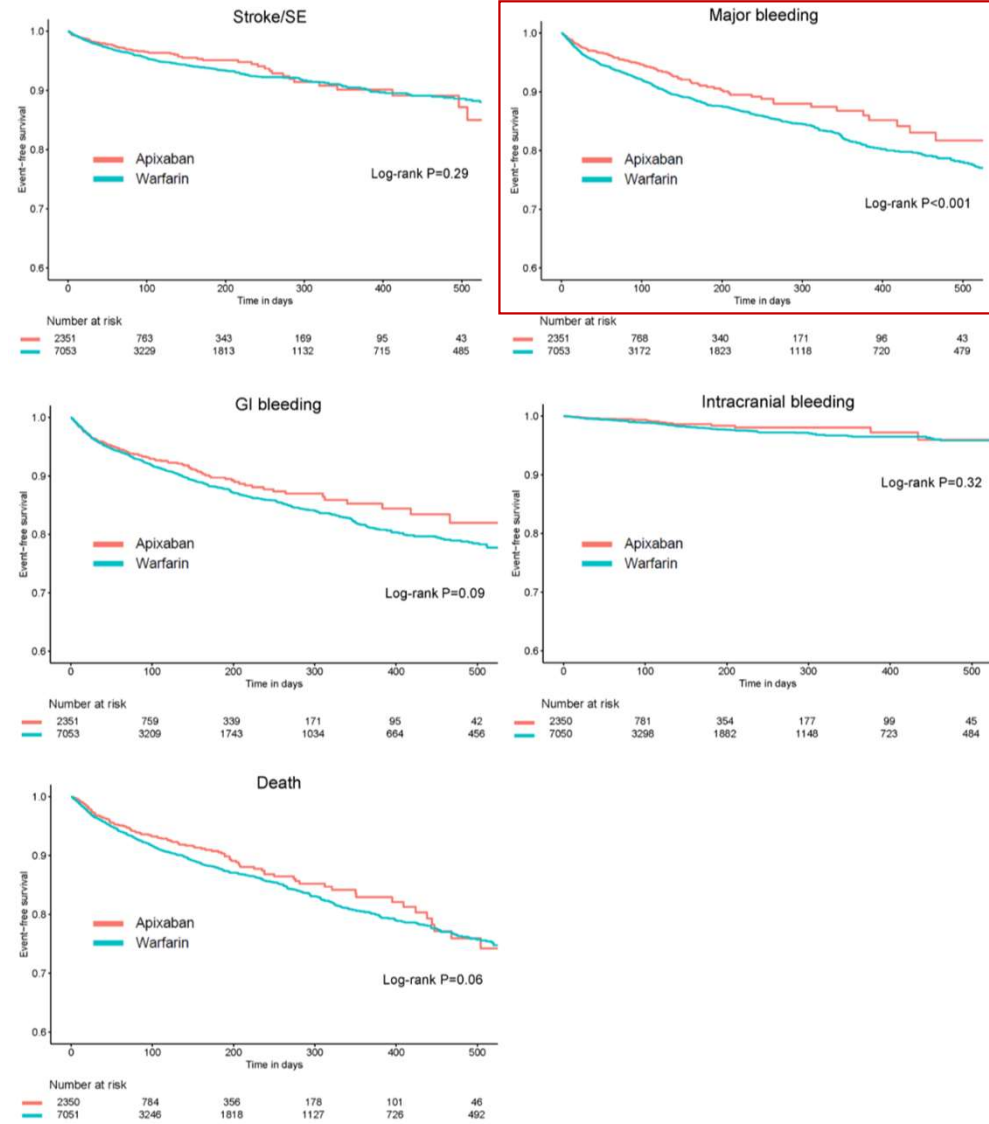 Stroke/SE
Event-free survival
1.0
0.9
0.8
0.7
0.6
Apixaban
Warfarin
Log-rank P=0.29
0 100 200 300 400 500
Time in days
Number at risk
2351 763 343 169 95 43
7053 3229 1813 1132 715 485
Major bleeding
Event-free survival
1.0
0.9
0.8
0.7
0.6
Apixaban
Warfarin
Log-rank P<0.001
0 100 200 300 400 500
Time in days
Number at risk
2351 768 340 171 96 43
7053 3172 1823 1118 720 479
GI bleeding
Event-free survival
1.0
0.9
0.8
0.7
0.6
Apixaban
Warfarin
Log-rank P=0.09
0 100 200 300 400 500
Time in days
Number at risk
2351 759 339 171 95 42
7053 3209 1743 1034 664 456
Intracranial bleeding
Event-free survival
1.0
0.9
0.8
0.7
0.6
Apixaban
Warfarin
Log-rank P=0.32
0 100 200 300 400 500
Time in days
Number at risk
2350 781 354 177 99 45
7050 3298 1882 1148 723 484
Death
Event-free survival
1.0
0.9
0.8
0.7
0.6
Apixaban
Warfarin
Log-rank P=0.06
0 100 200 300 400 500
Time in days
Number at risk
2350 784 356 178 101 46
7051 3246 1818 1127 726 492